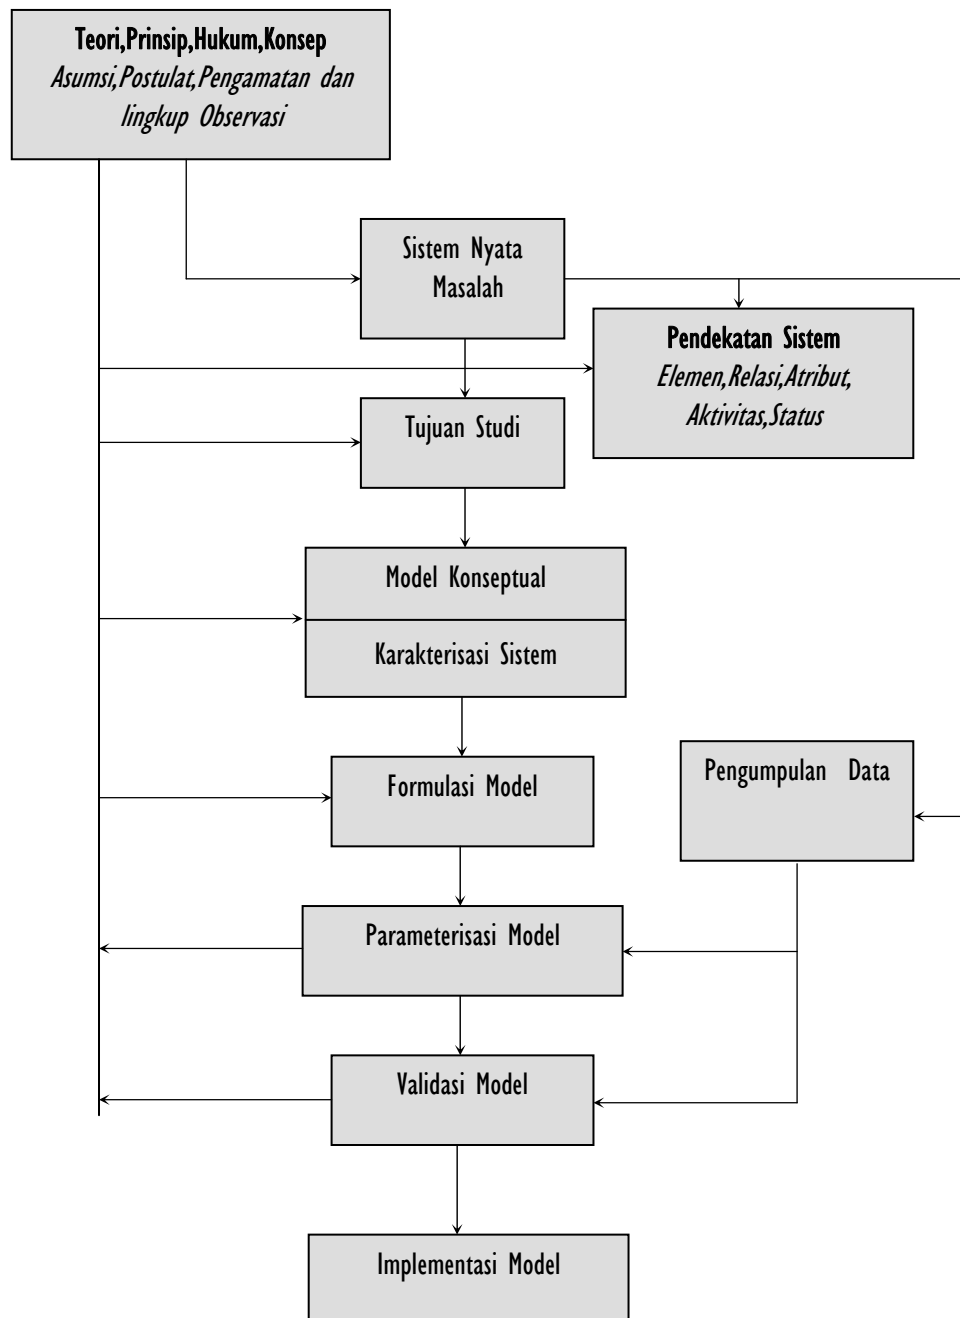 Teori,Prinsip,Hukum,Konsep
Asumsi,Postulat,Pengamatan dan
lingkup Observasi
Sistem Nyata
Masalah
Pendekatan Sistem
Elemen,Relasi,Atribut,
Aktivitas,Status
Tujuan Studi
Model Konseptual
Karakterisasi Sistem
Formulasi Model
Pengumpulan Data
Parameterisasi Model
Validasi Model
Implementasi Model